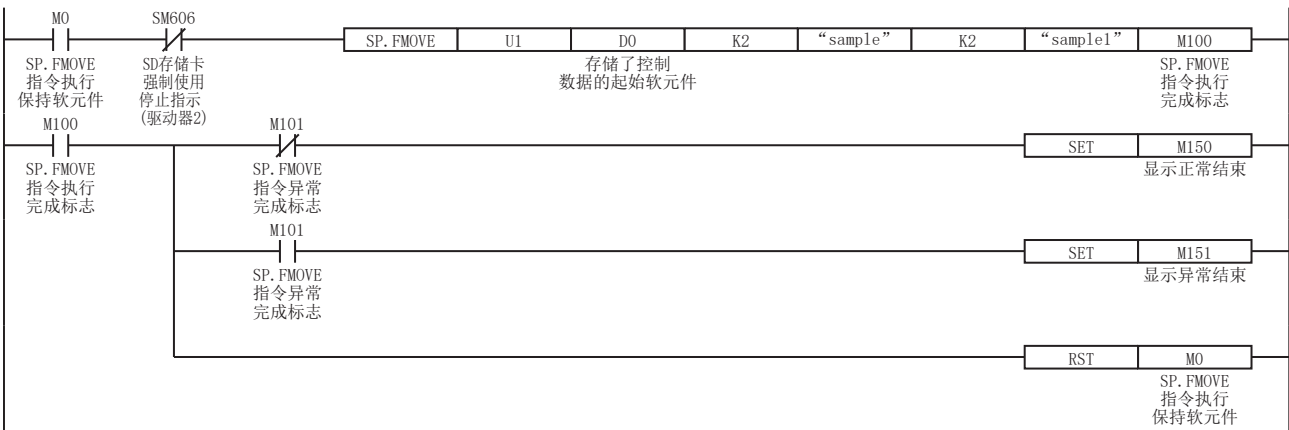 M0 SM606
SP.FMOVE U1 D0 K2 “sample” K2 “sample1” M100
SP.FMOVE
指令执行
保持软元件
SD存储卡
强制使用
停止指示
(驱动器2)
存储了控制
数据的起始软元件
SP.FMOVE
指令执行
完成标志
M100 M101
SET M150
SP.FMOVE
指令执行
完成标志
SP.FMOVE
指令异常
完成标志
显示正常结束
M101
SET M151
SP.FMOVE
指令异常
完成标志
显示异常结束
RST M0
SP.FMOVE
指令执行
保持软元件